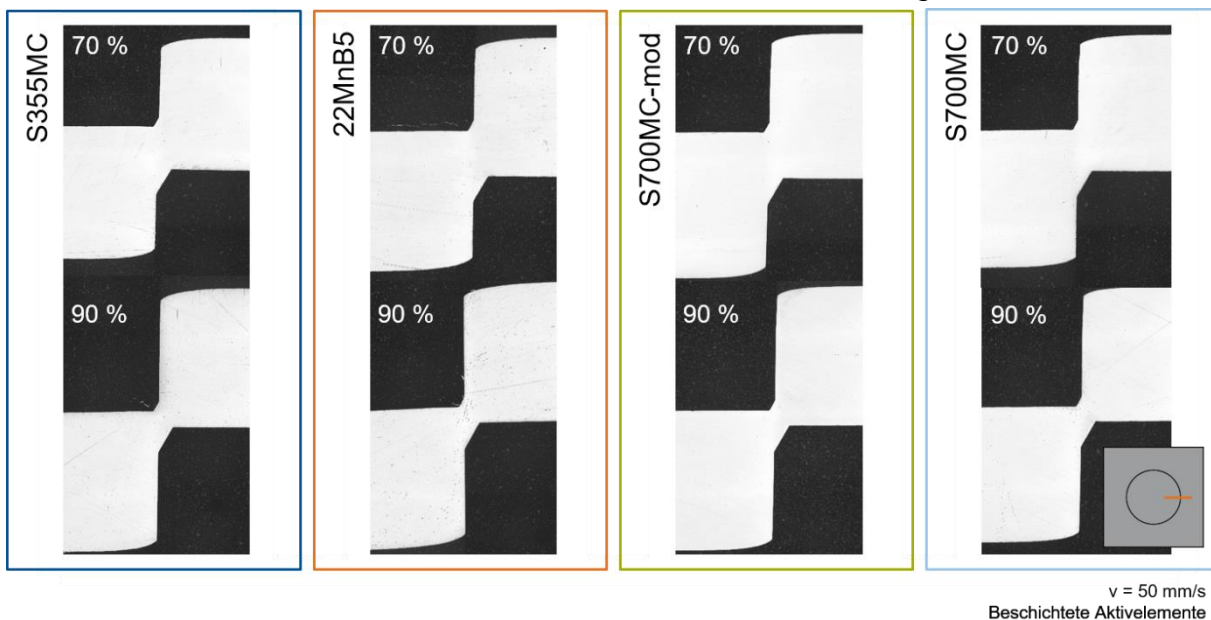 S355MC
70 %
90 %
22MnB5
70 %
90 %
S700MC-mod
70 %
90 %
S700MC
70 %
90 %
v = 50 mm/s
Beschichtete Aktivelemente